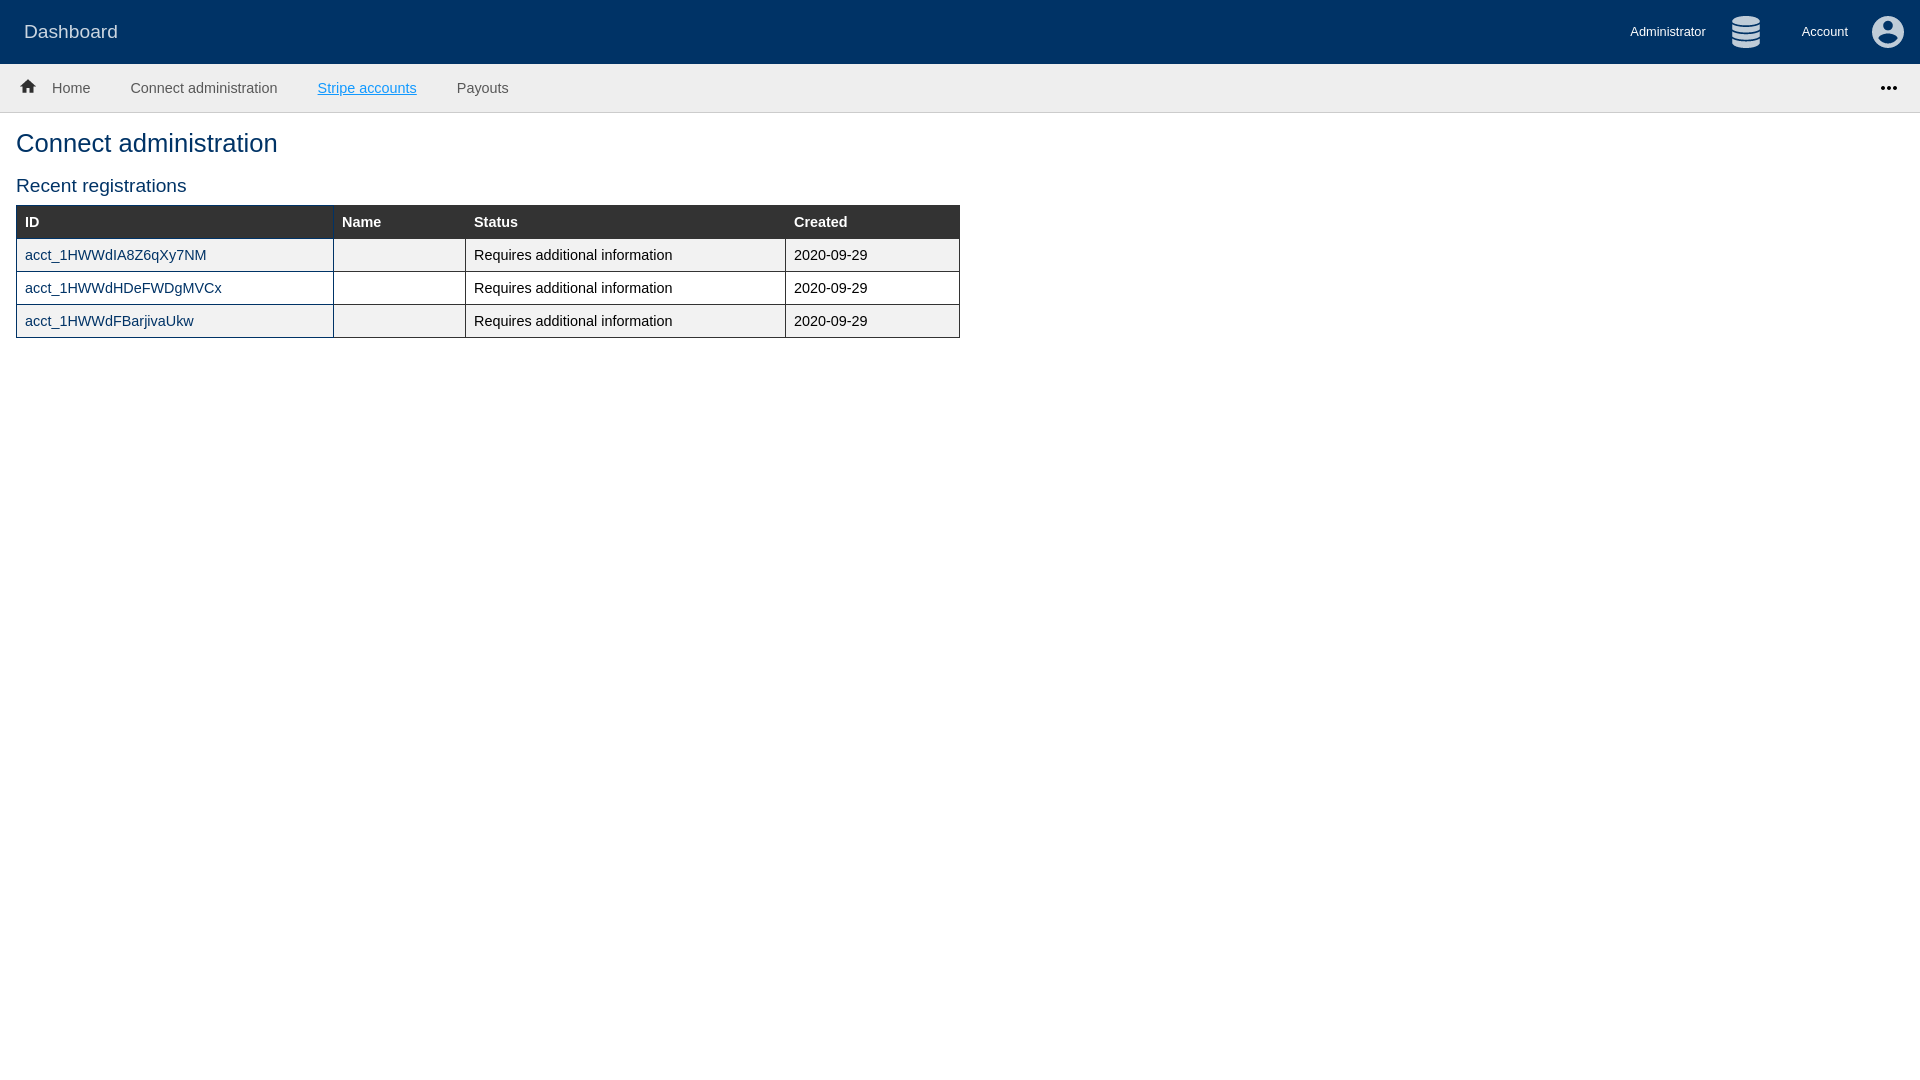 Dashboard
Administrator
Account
Home
Connect administration
Stripe accounts
Payouts
Connect administration
Recent registrations
ID Name Status Created
acct_1HWWdIA8Z6qXy7NM Requires additional information 2020-09-29
acct_1HWWdHDeFWDgMVCx Requires additional information 2020-09-29
acct_1HWWdFBarjivaUkw Requires additional information 2020-09-29